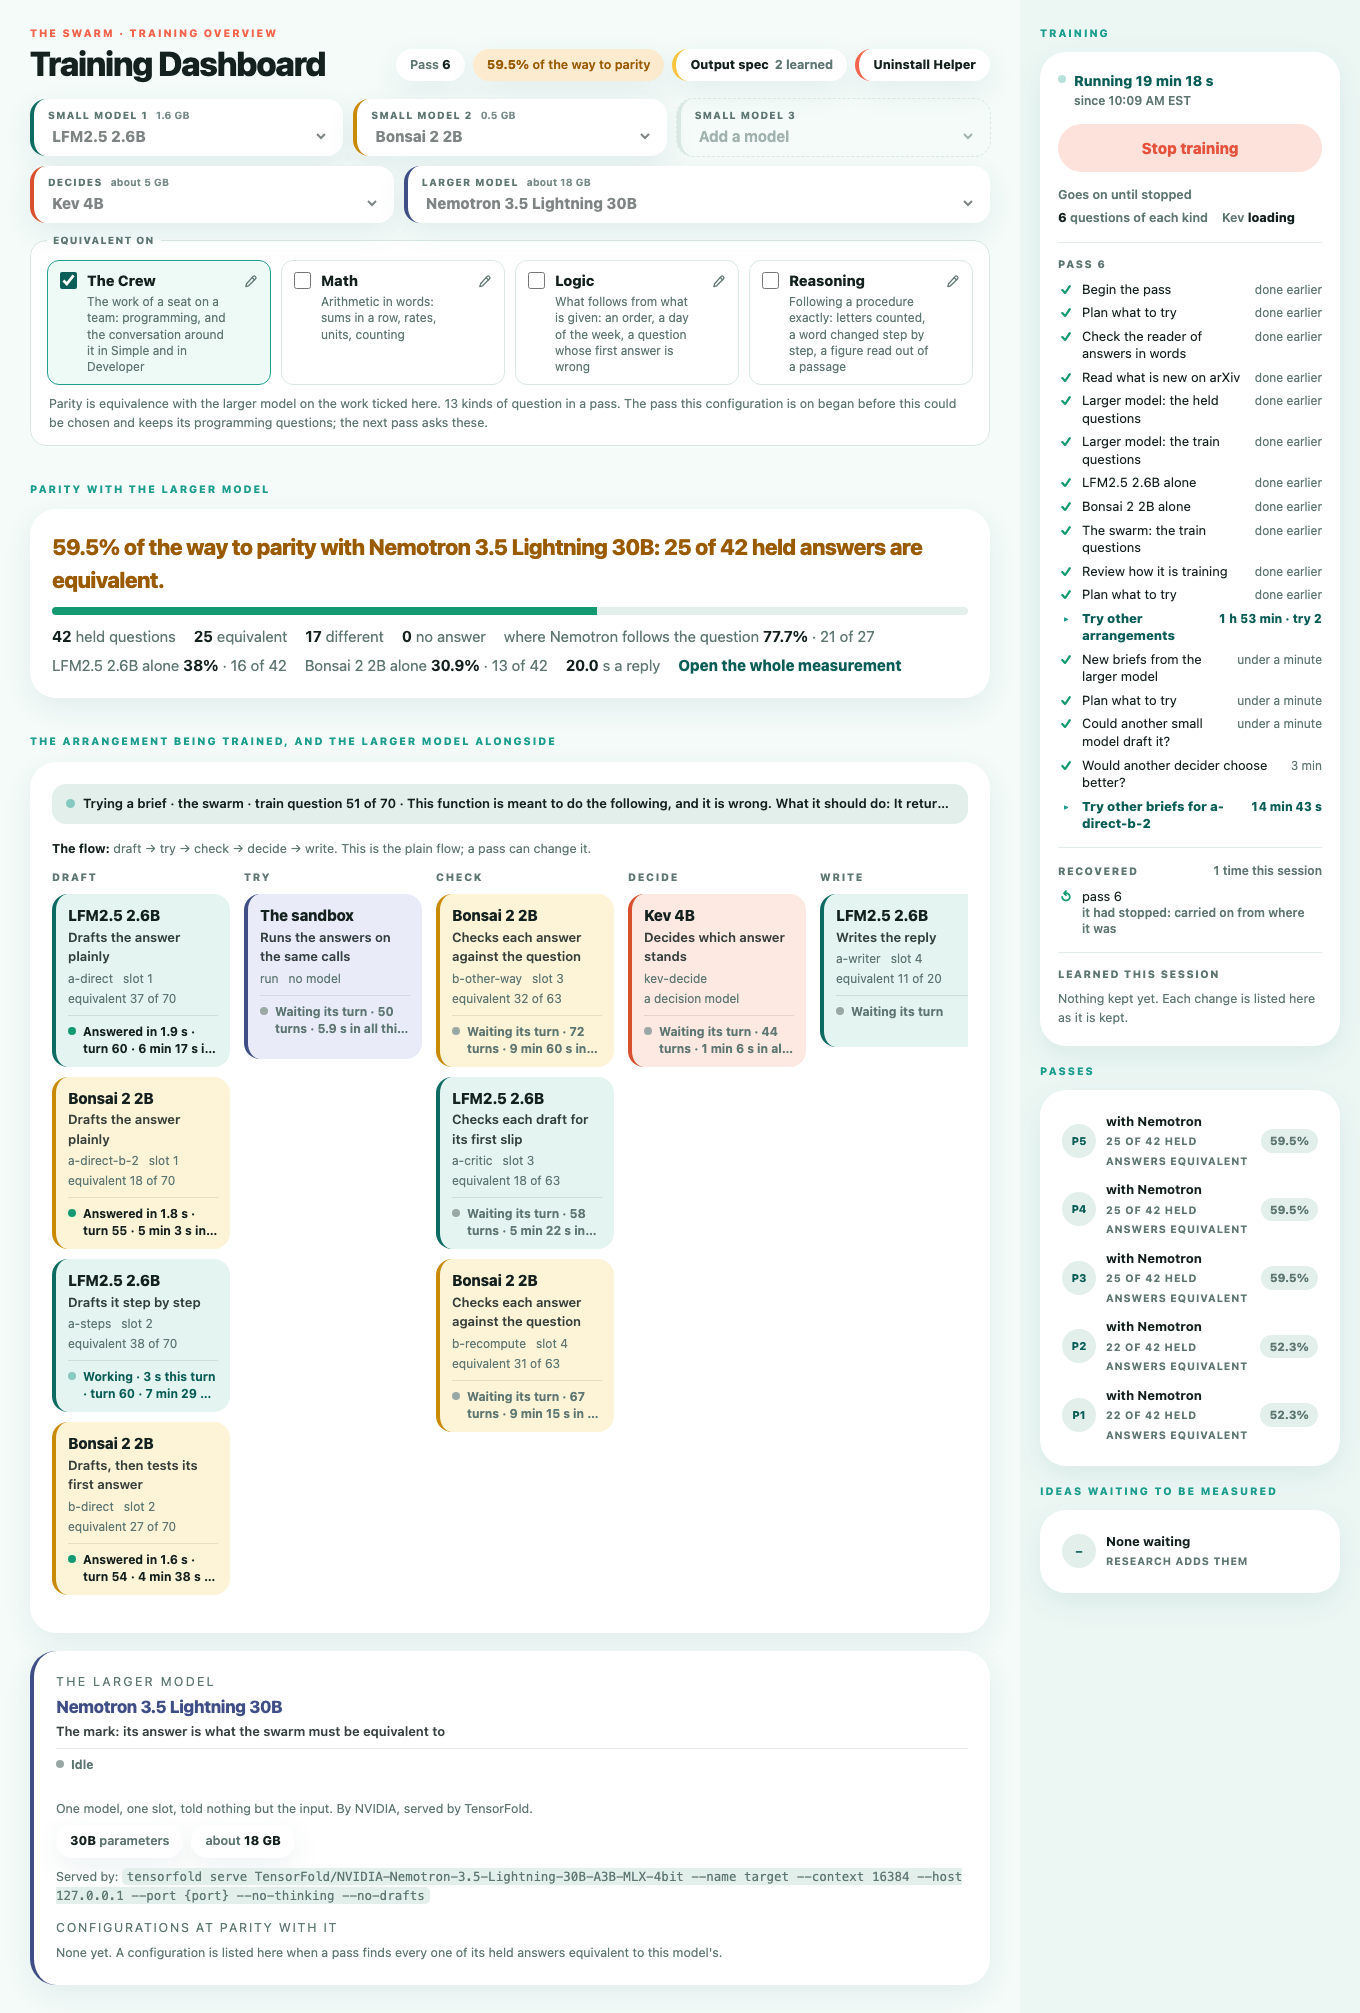 THE SWARM · TRAINING OVERVIEW
Training Dashboard
Pass 6
59.5% of the way to parity
Output spec 2 learned
Uninstall Helper
SMALL MODEL 1 1.6 GB
LFM2.5 2.6B
SMALL MODEL 2 0.5 GB
Bonsai 2 2B
SMALL MODEL 3
Add a model
DECIDES about 5 GB
Kev 4B
LARGER MODEL about 18 GB
Nemotron 3.5 Lightning 30B
EQUIVALENT ON
The Crew
The work of a seat on a
team: programming, and
the conversation around
it in Simple and in
Developer
Math
Arithmetic in words:
sums in a row, rates,
units, counting
Logic
What follows from what
is given: an order, a day
of the week, a question
whose first answer is
wrong
Reasoning
Following a procedure
exactly: letters counted,
a word changed step by
step, a figure read out of
a passage
Parity is equivalence with the larger model on the work ticked here. 13 kinds of question in a pass. The pass this configuration is on began before this could
be chosen and keeps its programming questions; the next pass asks these.
PARITY WITH THE LARGER MODEL
59.5% of the way to parity with Nemotron 3.5 Lightning 30B: 25 of 42 held answers are
equivalent.
42 held questions 25 equivalent 17 different 0 no answer where Nemotron follows the question 77.7% · 21 of 27
LFM2.5 2.6B alone 38% · 16 of 42 Bonsai 2 2B alone 30.9% · 13 of 42 20.0 s a reply Open the whole measurement
THE ARRANGEMENT BEING TRAINED, AND THE LARGER MODEL ALONGSIDE
Trying a brief · the swarm · train question 51 of 70 · This function is meant to do the following, and it is wrong. What it should do: It retur...
The flow: draft → try → check → decide → write. This is the plain flow; a pass can change it.
DRAFT
LFM2.5 2.6B
Drafts the answer
plainly
a-direct slot 1
equivalent 37 of 70
Answered in 1.9 s ·
turn 60 · 6 min 17 s i...
Bonsai 2 2B
Drafts the answer
plainly
a-direct-b-2 slot 1
equivalent 18 of 70
Answered in 1.8 s ·
turn 55 · 5 min 3 s in...
LFM2.5 2.6B
Drafts it step by step
a-steps slot 2
equivalent 38 of 70
Working · 3 s this turn
· turn 60 · 7 min 29 ...
Bonsai 2 2B
Drafts, then tests its
first answer
b-direct slot 2
equivalent 27 of 70
Answered in 1.6 s ·
turn 54 · 4 min 38 s ...
TRY
The sandbox
Runs the answers on
the same calls
run no model
Waiting its turn · 50
turns · 5.9 s in all thi...
CHECK
Bonsai 2 2B
Checks each answer
against the question
b-other-way slot 3
equivalent 32 of 63
Waiting its turn · 72
turns · 9 min 60 s in...
LFM2.5 2.6B
Checks each draft for
its first slip
a-critic slot 3
equivalent 18 of 63
Waiting its turn · 58
turns · 5 min 22 s in...
Bonsai 2 2B
Checks each answer
against the question
b-recompute slot 4
equivalent 31 of 63
Waiting its turn · 67
turns · 9 min 15 s in ...
DECIDE
Kev 4B
Decides which answer
stands
kev-decide
a decision model
Waiting its turn · 44
turns · 1 min 6 s in al...
WRITE
LFM2.5 2.6B
Writes the reply
a-writer slot 4
equivalent 11 of 20
Waiting its turn
THE LARGER MODEL
Nemotron 3.5 Lightning 30B
The mark: its answer is what the swarm must be equivalent to
Idle
One model, one slot, told nothing but the input. By NVIDIA, served by TensorFold.
30B parameters
about 18 GB
Served by: tensorfold serve TensorFold/NVIDIA-Nemotron-3.5-Lightning-30B-A3B-MLX-4bit --name target --context 16384 --host
127.0.0.1 --port {port} --no-thinking --no-drafts
CONFIGURATIONS AT PARITY WITH IT
None yet. A configuration is listed here when a pass finds every one of its held answers equivalent to this model's.
TRAINING
Running 19 min 18 s
since 10:09 AM EST
Stop training
Goes on until stopped
6 questions of each kind Kev loading
PASS 6
Begin the pass done earlier
Plan what to try done earlier
Check the reader of done earlier
answers in words
Read what is new on arXiv done earlier
Larger model: the held done earlier
questions
Larger model: the train done earlier
questions
LFM2.5 2.6B alone done earlier
Bonsai 2 2B alone done earlier
The swarm: the train done earlier
questions
Review how it is training done earlier
Plan what to try done earlier
Try other 1 h 53 min · try 2
arrangements
New briefs from the under a minute
larger model
Plan what to try under a minute
Could another small under a minute
model draft it?
Would another decider choose 3 min
better?
Try other briefs for a- 14 min 43 s
direct-b-2
RECOVERED 1 time this session
pass 6
it had stopped: carried on from where
it was
LEARNED THIS SESSION
Nothing kept yet. Each change is listed here
as it is kept.
PASSES
P5
with Nemotron
25 OF 42 HELD
ANSWERS EQUIVALENT
59.5%
P4
with Nemotron
25 OF 42 HELD
ANSWERS EQUIVALENT
59.5%
P3
with Nemotron
25 OF 42 HELD
ANSWERS EQUIVALENT
59.5%
P2
with Nemotron
22 OF 42 HELD
ANSWERS EQUIVALENT
52.3%
P1
with Nemotron
22 OF 42 HELD
ANSWERS EQUIVALENT
52.3%
IDEAS WAITING TO BE MEASURED
–
None waiting
RESEARCH ADDS THEM